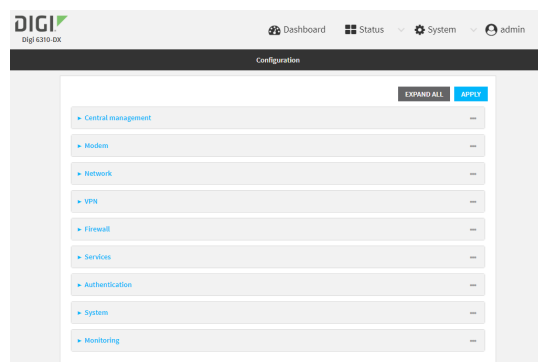 DIGI
Digi 6310-DX
Dashboard Status System admin
Configuration
EXPAND ALL APPLY
Central management
Modem
Network
VPN
Firewall
Services
Authentication
System
Monitoring